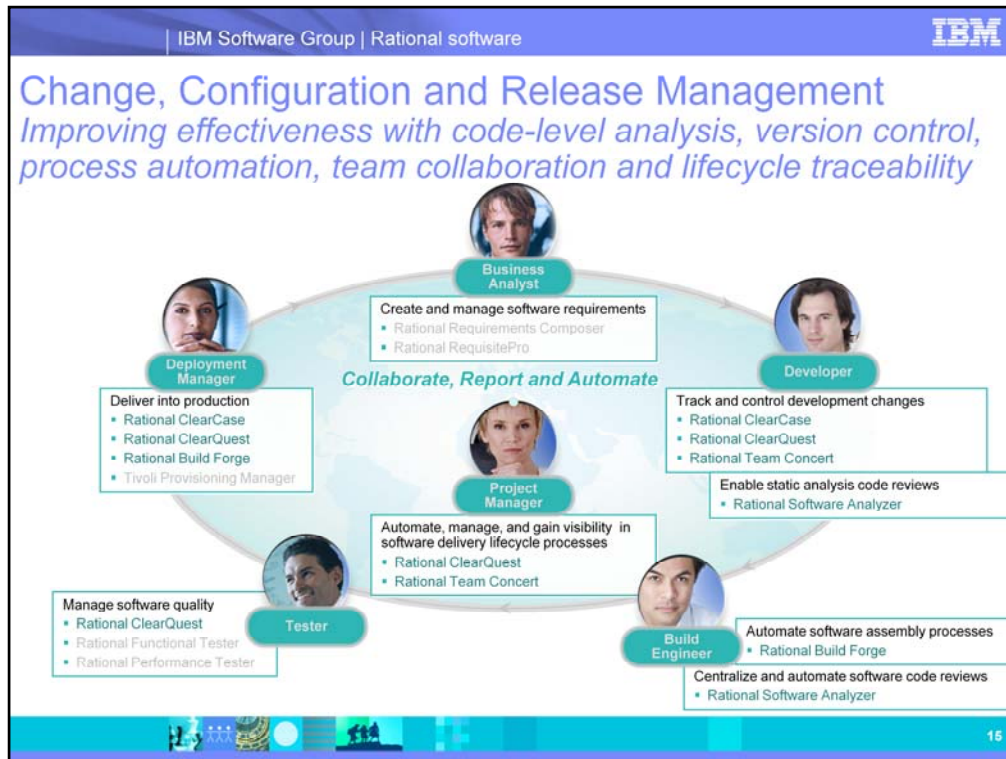 IBM Software Group | Rational software
IBM
Change, Configuration and Release Management
Improving effectiveness with code-level analysis, version control,
process automation, team collaboration and lifecycle traceability
Business
Analyst
Create and manage software requirements
▪ Rational Requirements Composer
▪ Rational RequisitePro
Deployment
Manager
Deliver into production
▪ Rational ClearCase
▪ Rational ClearQuest
▪ Rational Build Forge
▪ Tivoli Provisioning Manager
Collaborate, Report and Automate
Developer
Track and control development changes
▪ Rational ClearCase
▪ Rational ClearQuest
▪ Rational Team Concert
Enable static analysis code reviews
▪ Rational Software Analyzer
Project
Manager
Automate, manage, and gain visibility in
software delivery lifecycle processes
▪ Rational ClearQuest
▪ Rational Team Concert
Tester
Manage software quality
▪ Rational ClearQuest
▪ Rational Functional Tester
▪ Rational Performance Tester
Build
Engineer
Automate software assembly processes
▪ Rational Build Forge
Centralize and automate software code reviews
▪ Rational Software Analyzer
15